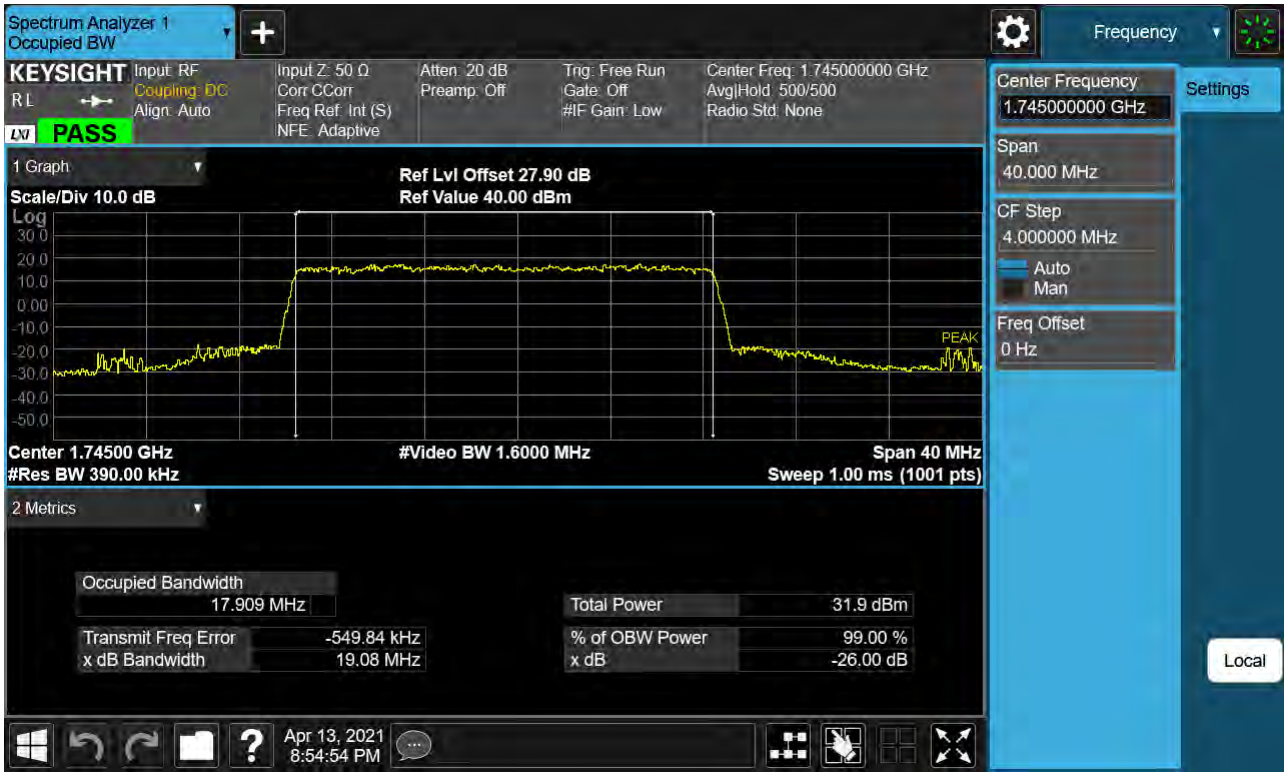 Spectrum Analyzer 1
Occupied BW
+
Frequency
KEYSIGHT
RL
LXI PASS
Input: RF
Coupling: DC
Align: Auto
Input Z: 50 Ω
Corr CCorr
Freq Ref: Int (S)
NFE: Adaptive
Atten: 20 dB
Preamp: Off
Trig: Free Run
Gate: Off
#IF Gain: Low
Center Freq: 1.745000000 GHz
Avg|Hold: 500/500
Radio Std: None
1 Graph
Scale/Div 10.0 dB
Ref Lvl Offset 27.90 dB
Ref Value 40.00 dBm
Log
30.0
20.0
10.0
0.00
-10.0
-20.0
-30.0
-40.0
-50.0
PEAK
Center 1.74500 GHz
#Video BW 1.6000 MHz
Span 40 MHz
#Res BW 390.00 kHz
Sweep 1.00 ms (1001 pts)
2 Metrics
Occupied Bandwidth
17.909 MHz
Total Power 31.9 dBm
Transmit Freq Error -549.84 kHz
% of OBW Power 99.00 %
x dB Bandwidth 19.08 MHz
x dB -26.00 dB
Center Frequency
1.745000000 GHz
Settings
Span
40.000 MHz
CF Step
4.000000 MHz
Auto
Man
Freq Offset
0 Hz
Local
?
Apr 13, 2021
8:54:54 PM